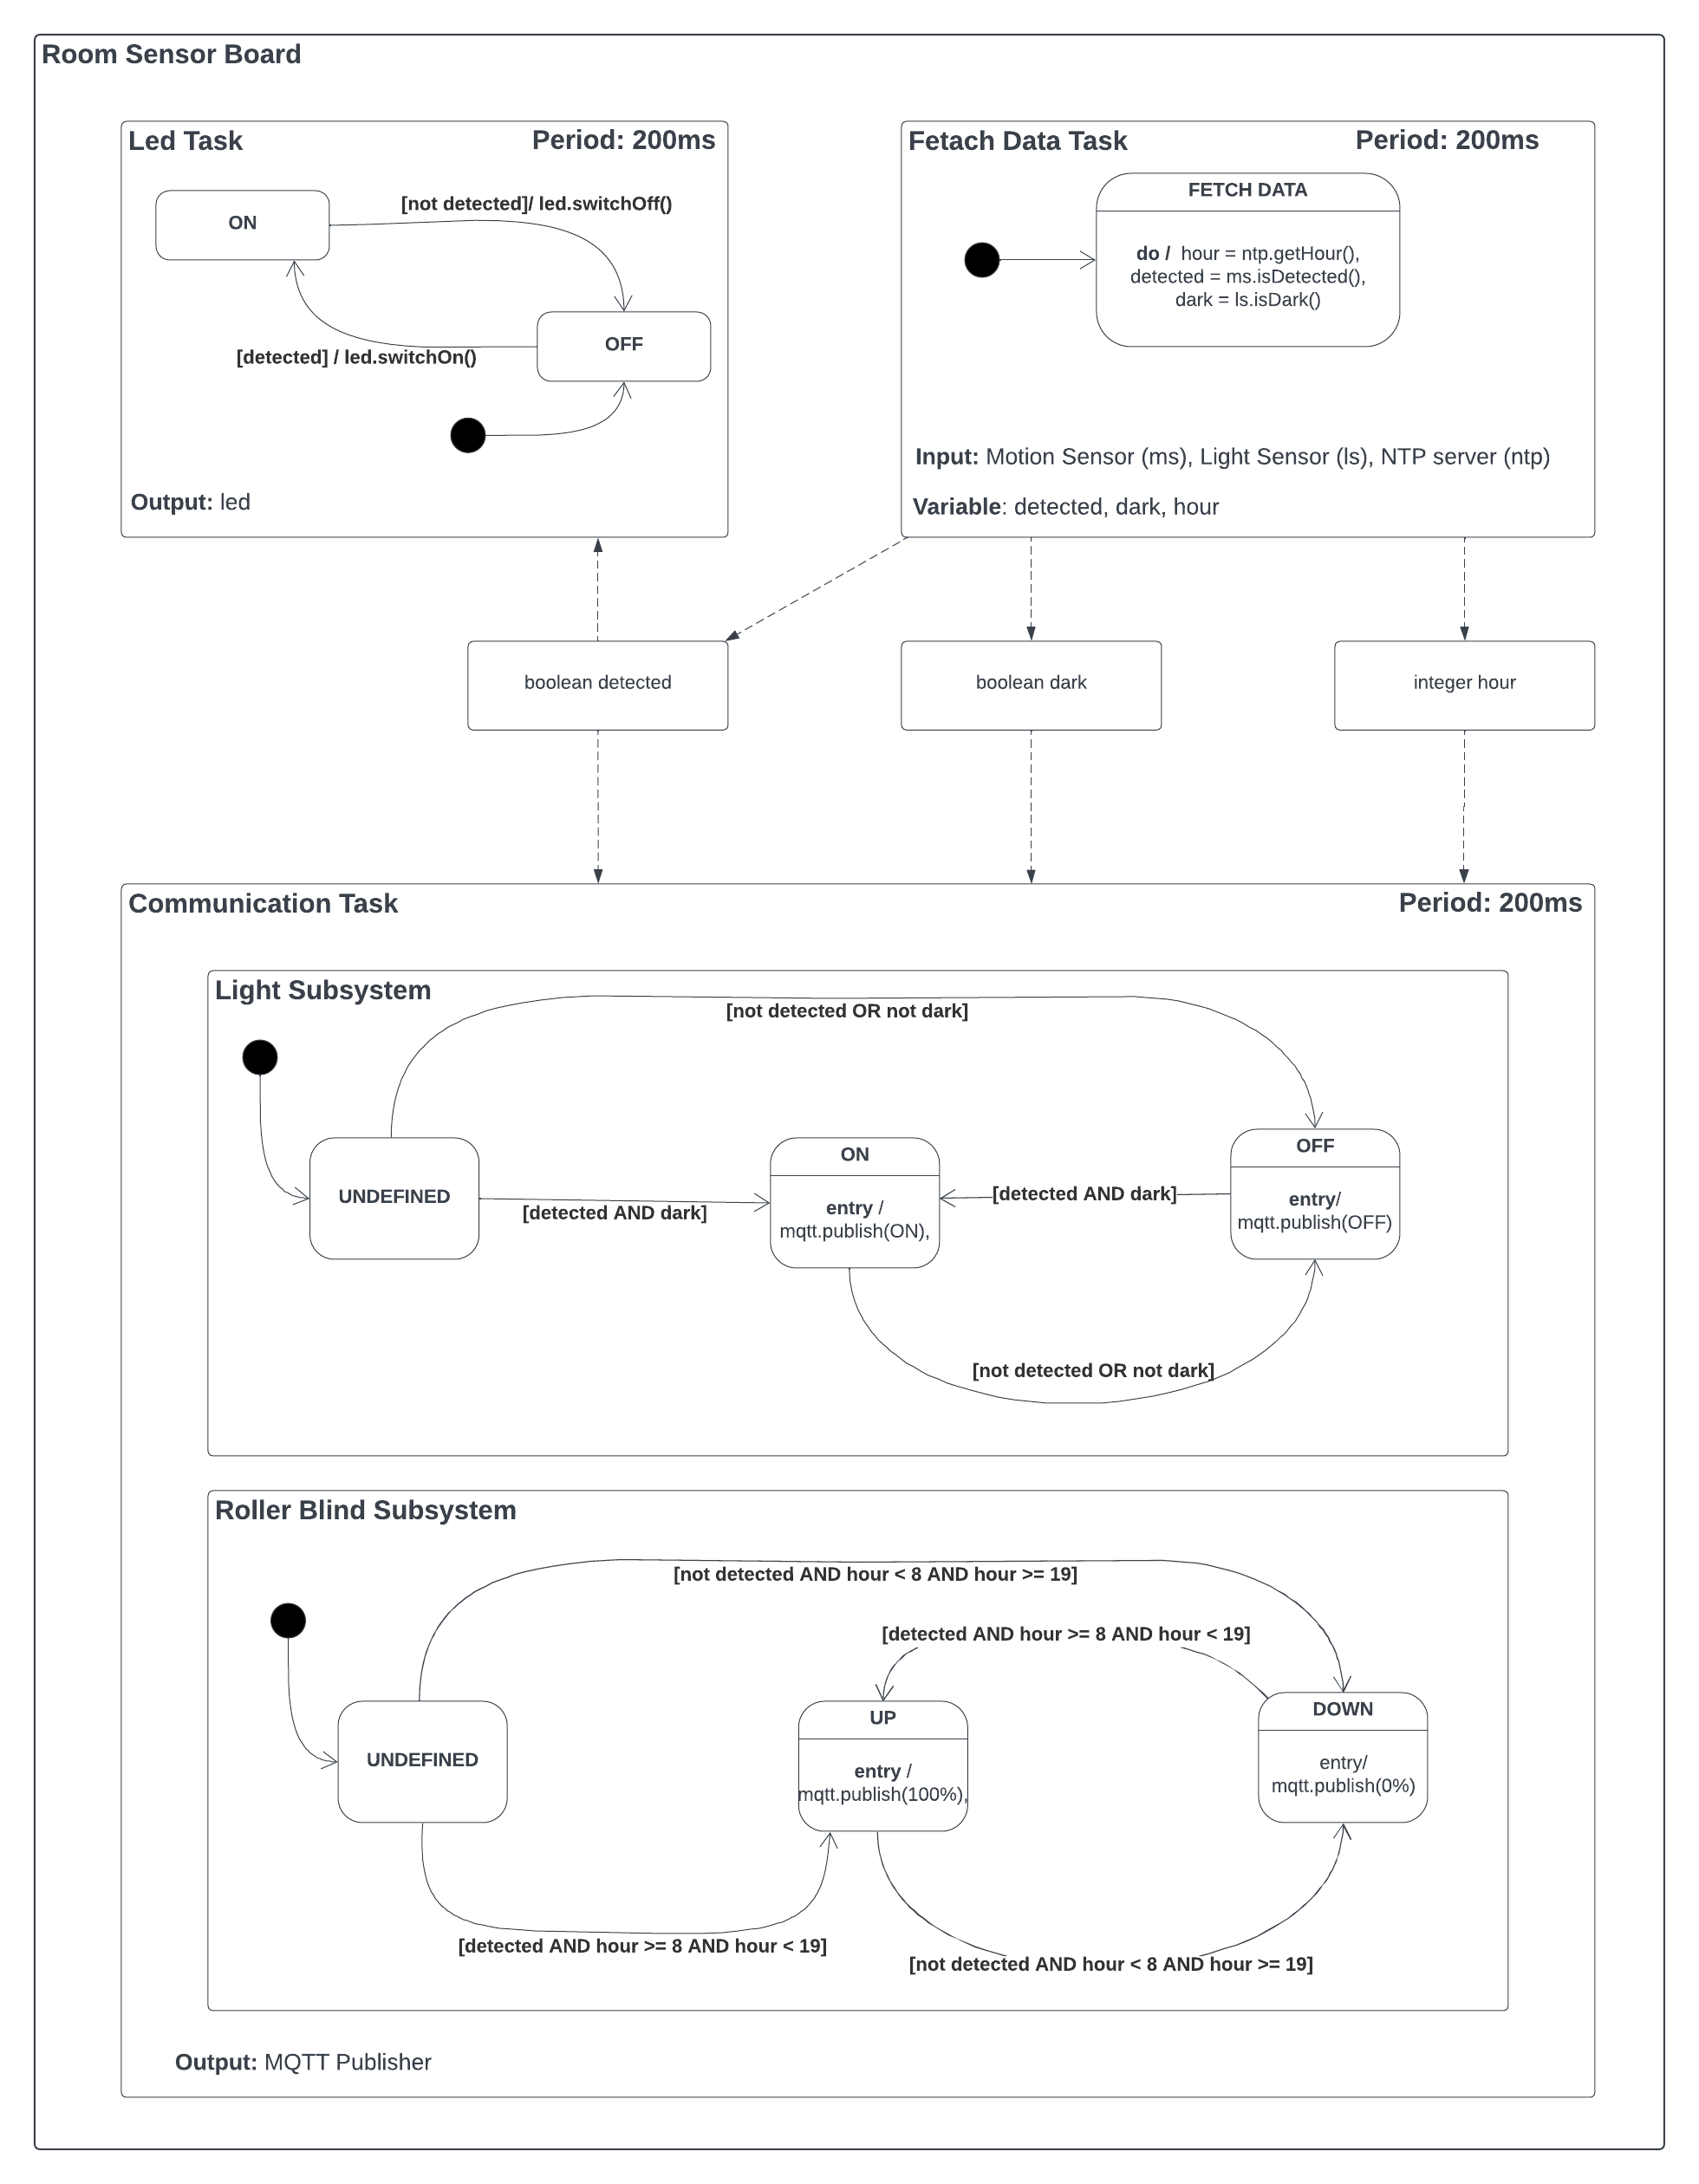 Room Sensor Board
Led Task
Period: 200ms
ON
[not detected]/ led.switchOff()
OFF
[detected] / led.switchOn()
Output: led
Fetach Data Task
Period: 200ms
FETCH DATA
do / hour = ntp.getHour(),
detected = ms.isDetected(),
dark = ls.isDark()
Input: Motion Sensor (ms), Light Sensor (ls), NTP server (ntp)
Variable: detected, dark, hour
boolean detected
boolean dark
integer hour
Communication Task
Period: 200ms
Light Subsystem
[not detected OR not dark]
UNDEFINED
[detected AND dark]
ON
entry /
mqtt.publish(ON),
[detected AND dark]
OFF
entry/
mqtt.publish(OFF)
[not detected OR not dark]
Roller Blind Subsystem
[not detected AND hour < 8 AND hour >= 19]
[detected AND hour >= 8 AND hour < 19]
UNDEFINED
UP
entry /
mqtt.publish(100%),
DOWN
entry/
mqtt.publish(0%)
[detected AND hour >= 8 AND hour < 19]
[not detected AND hour < 8 AND hour >= 19]
Output: MQTT Publisher